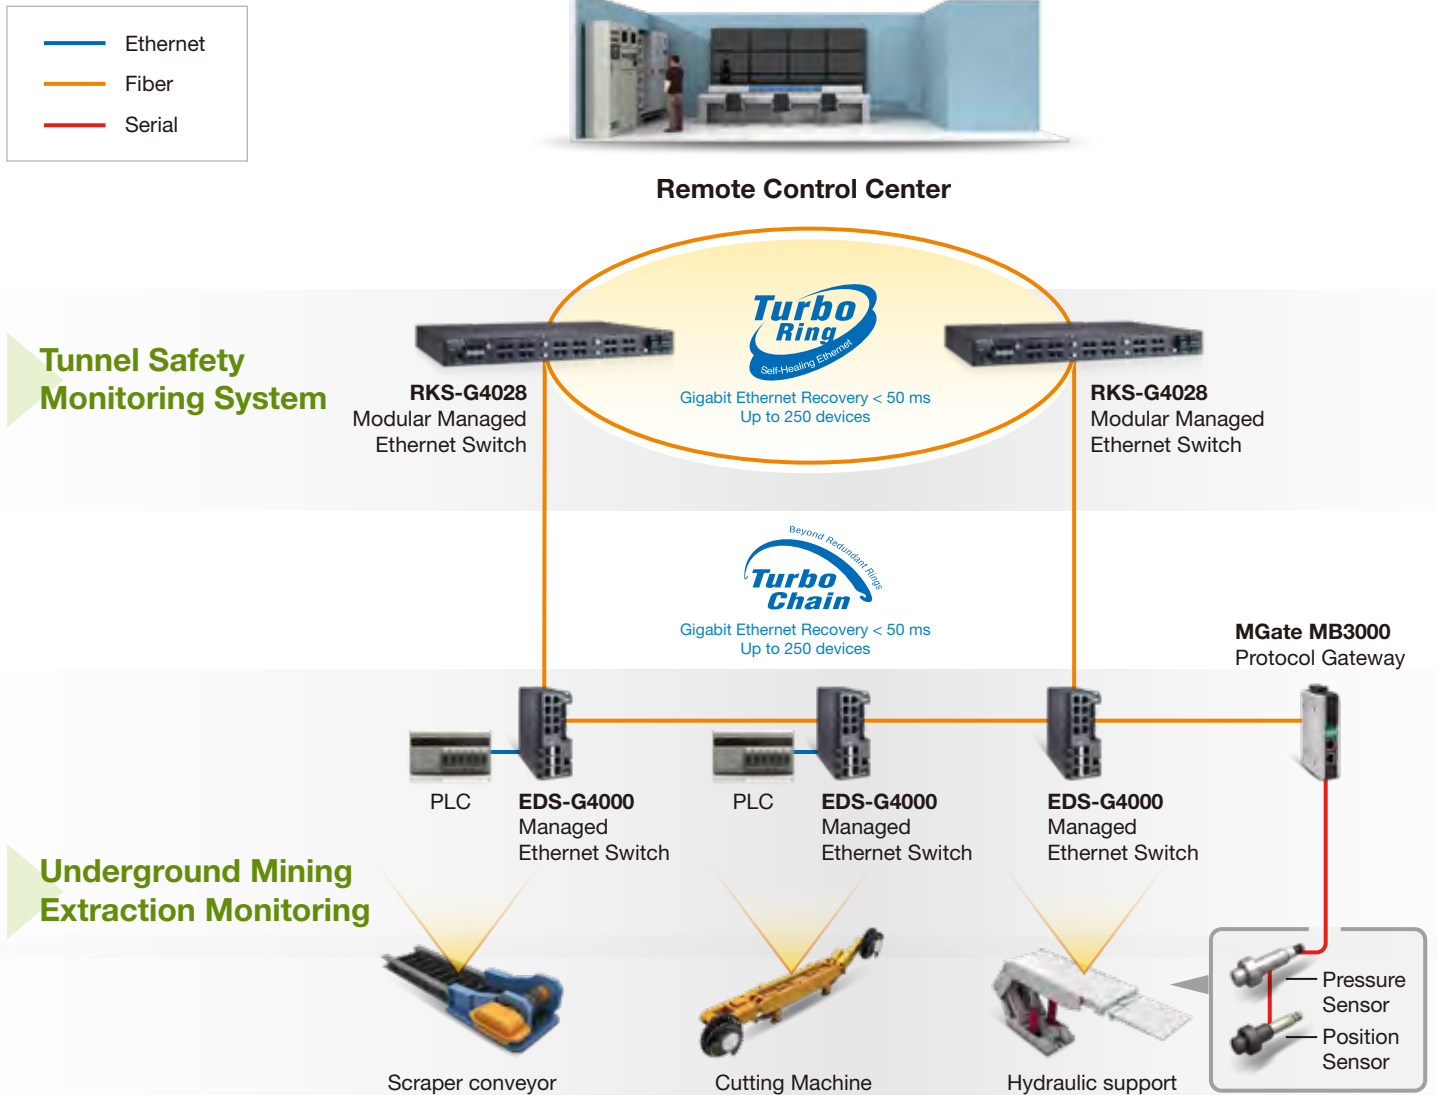 Ethernet
Fiber
Serial
Remote Control Center
Turbo
Ring
Self-Healing Ethernet
Gigabit Ethernet Recovery < 50 ms
Up to 250 devices
Tunnel Safety
Monitoring System
RKS-G4028
Modular Managed
Ethernet Switch
RKS-G4028
Modular Managed
Ethernet Switch
Beyond Redundant Rings
Turbo
Chain
Gigabit Ethernet Recovery < 50 ms
Up to 250 devices
MGate MB3000
Protocol Gateway
PLC
EDS-G4000
Managed
Ethernet Switch
PLC
EDS-G4000
Managed
Ethernet Switch
EDS-G4000
Managed
Ethernet Switch
Underground Mining
Extraction Monitoring
Pressure
Sensor
Position
Sensor
Scraper conveyor
Cutting Machine
Hydraulic support